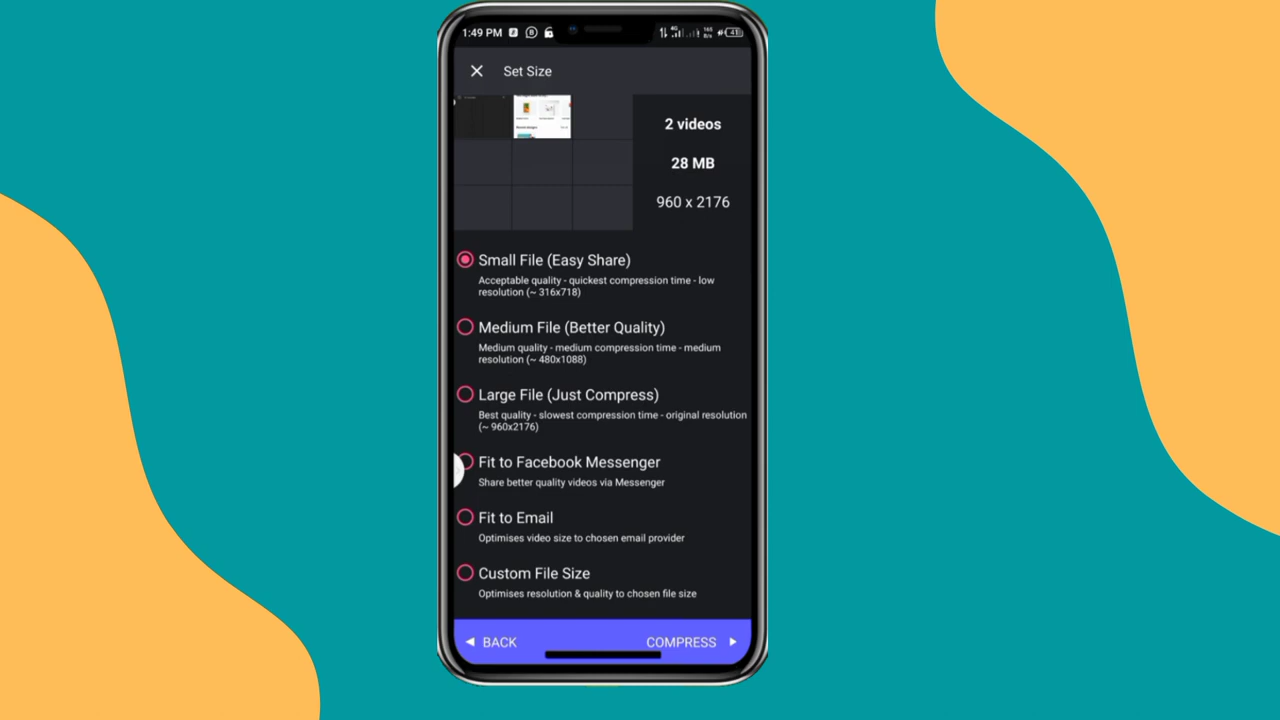 1:49 PM
4G
168
B/s
41
Set Size
2 videos
28 MB
960 x 2176
Small File (Easy Share)
Acceptable quality - quickest compression time - low
resolution (~ 316x718)
Medium File (Better Quality)
Medium quality - medium compression time - medium
resolution (~ 480x1088)
Large File (Just Compress)
Best quality - slowest compression time - original resolution
(~ 960x2176)
Fit to Facebook Messenger
Share better quality videos via Messenger
Fit to Email
Optimises video size to chosen email provider
Custom File Size
Optimises resolution & quality to chosen file size
BACK
COMPRESS